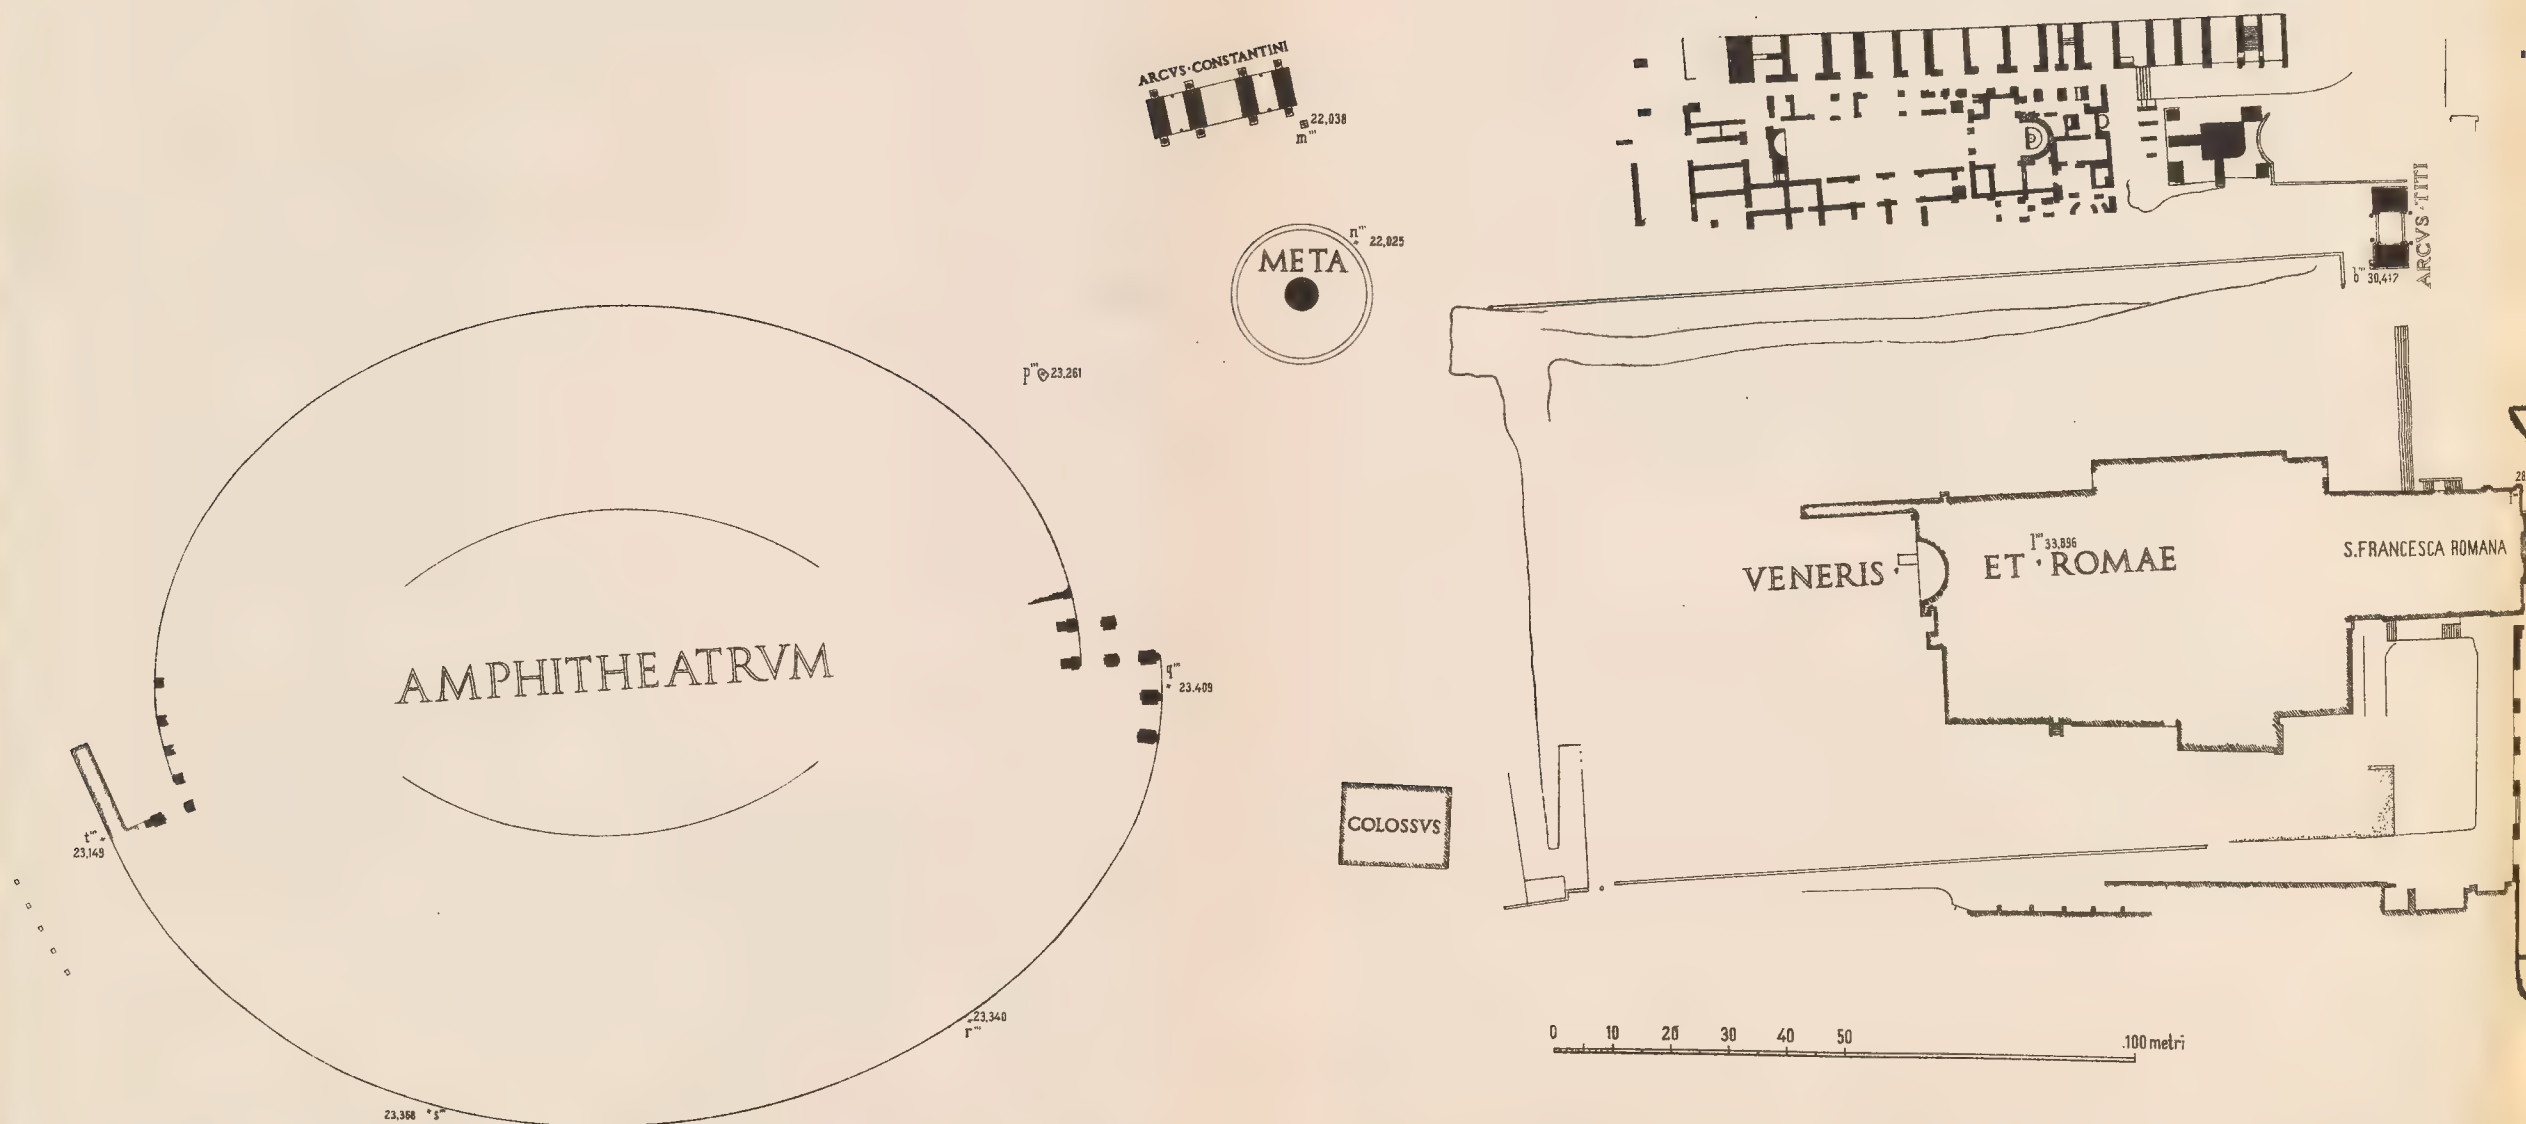 ARCVS·CONSTANTINI
22,038
m'''
ARCVS·TITI
n'''
22,025
META
b''' 30,417
p''' 23,261
l''' 33,896
VENERIS ET ROMAE
S.FRANCESCA ROMANA
AMPHITHEATRVM
q'''
23.409
COLOSSVS
t'''
23,149
23,340
r'''
0 10 20 30 40 50 100 metri
23,368 s'''